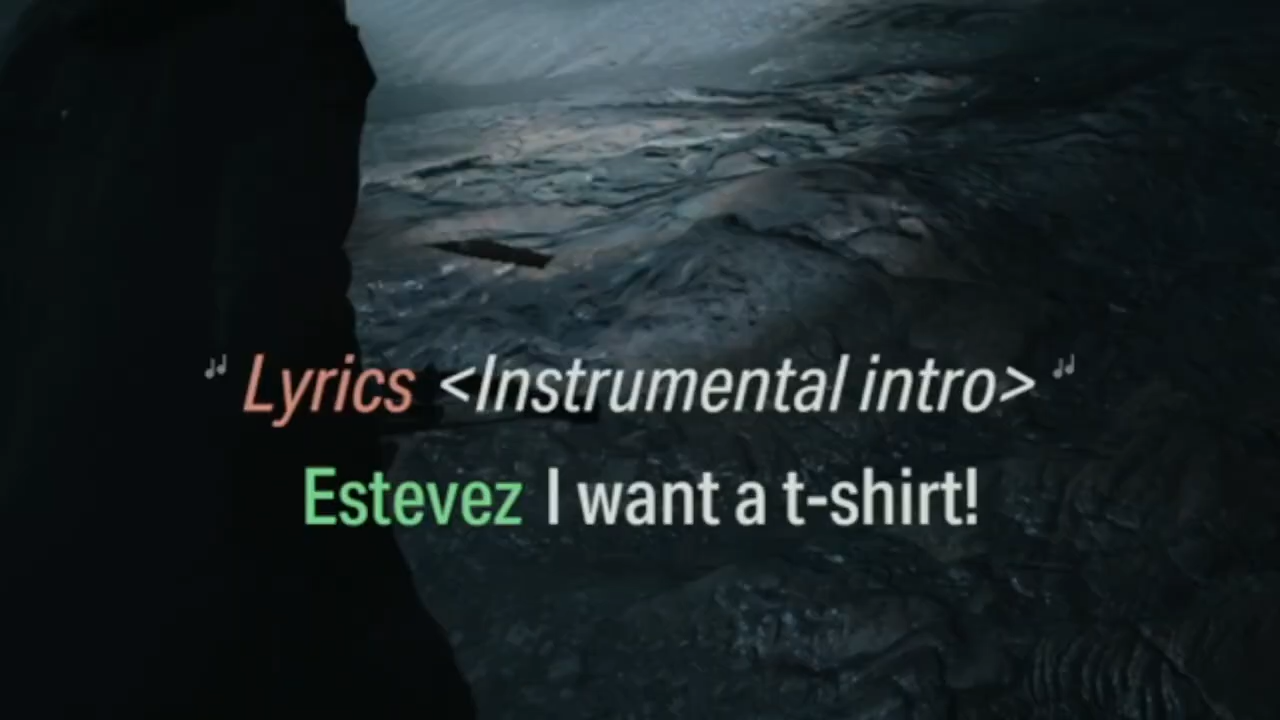 ♫ Lyrics <Instrumental intro> ♫
Estevez I want a t-shirt!